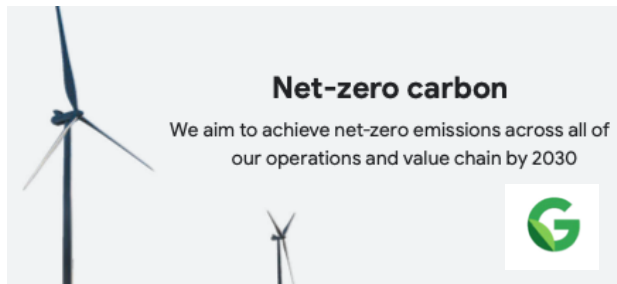 Net-zero carbon
We aim to achieve net-zero emissions across all of
our operations and value chain by 2030
G